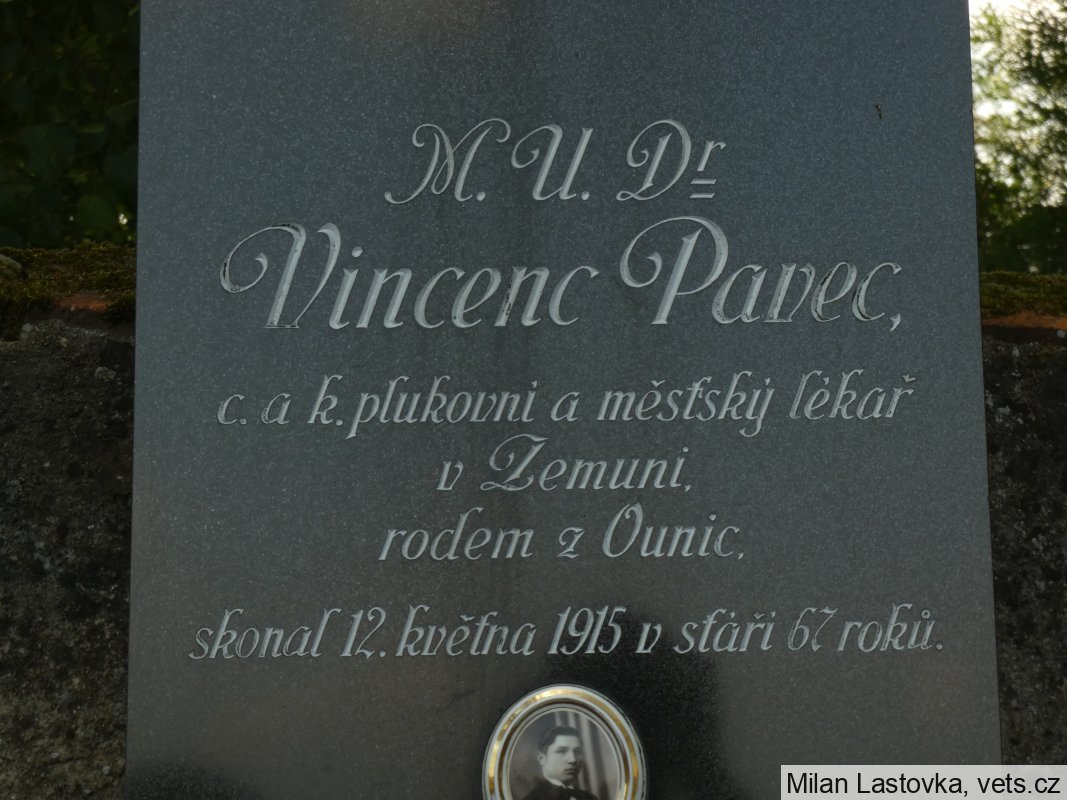 M. U. Dr
Vincenc Pavec,
c. a k. plukovni a městský lékař
v Zemuni,
rodem z Ounic,
skonal 12. května 1915 v stáří 67 roků.
Milan Lastovka, vets.cz